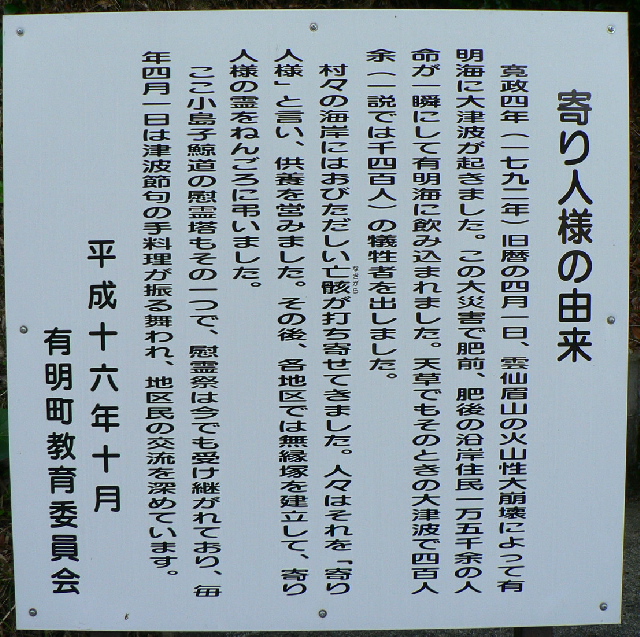 寄り人様の由来
寛政四年（一七九二年）旧暦の四月一日、雲仙眉山の火山性大崩壊によって有
明海に大津波が起きました。この大災害で肥前、肥後の沿岸住民一万五千余の人
命が一瞬にして有明海に飲み込まれました。天草でもそのときの大津波で四百人
余（一説では千四百人）の犠牲者を出しました。
村々の海岸にはおびただしい亡骸が打ち寄せてきました。人々はそれを「寄り
なきがら
人様」と言い、供養を営みました。その後、各地区では無縁塚を建立して、寄り
人様の霊をねんごろに弔いました。
ここ小島子鯨道の慰霊塔もその一つで、慰霊祭は今でも受け継がれており、毎
年四月一日は津波節句の手料理が振る舞われ、地区民の交流を深めています。
平成十六年十月
有明町教育委員会